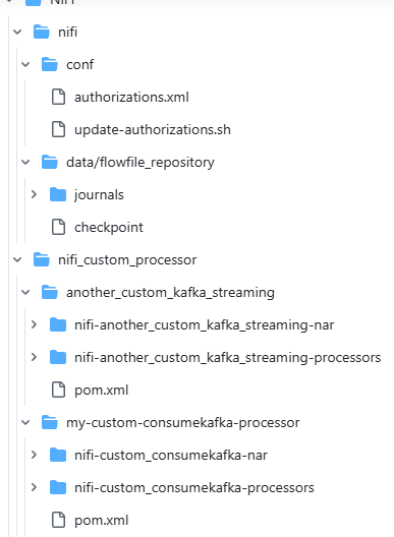 NiFi
nifi
conf
authorizations.xml
update-authorizations.sh
data/flowfile_repository
journals
checkpoint
nifi_custom_processor
another_custom_kafka_streaming
nifi-another_custom_kafka_streaming-nar
nifi-another_custom_kafka_streaming-processors
pom.xml
my-custom-consumekafka-processor
nifi-custom_consumekafka-nar
nifi-custom_consumekafka-processors
pom.xml